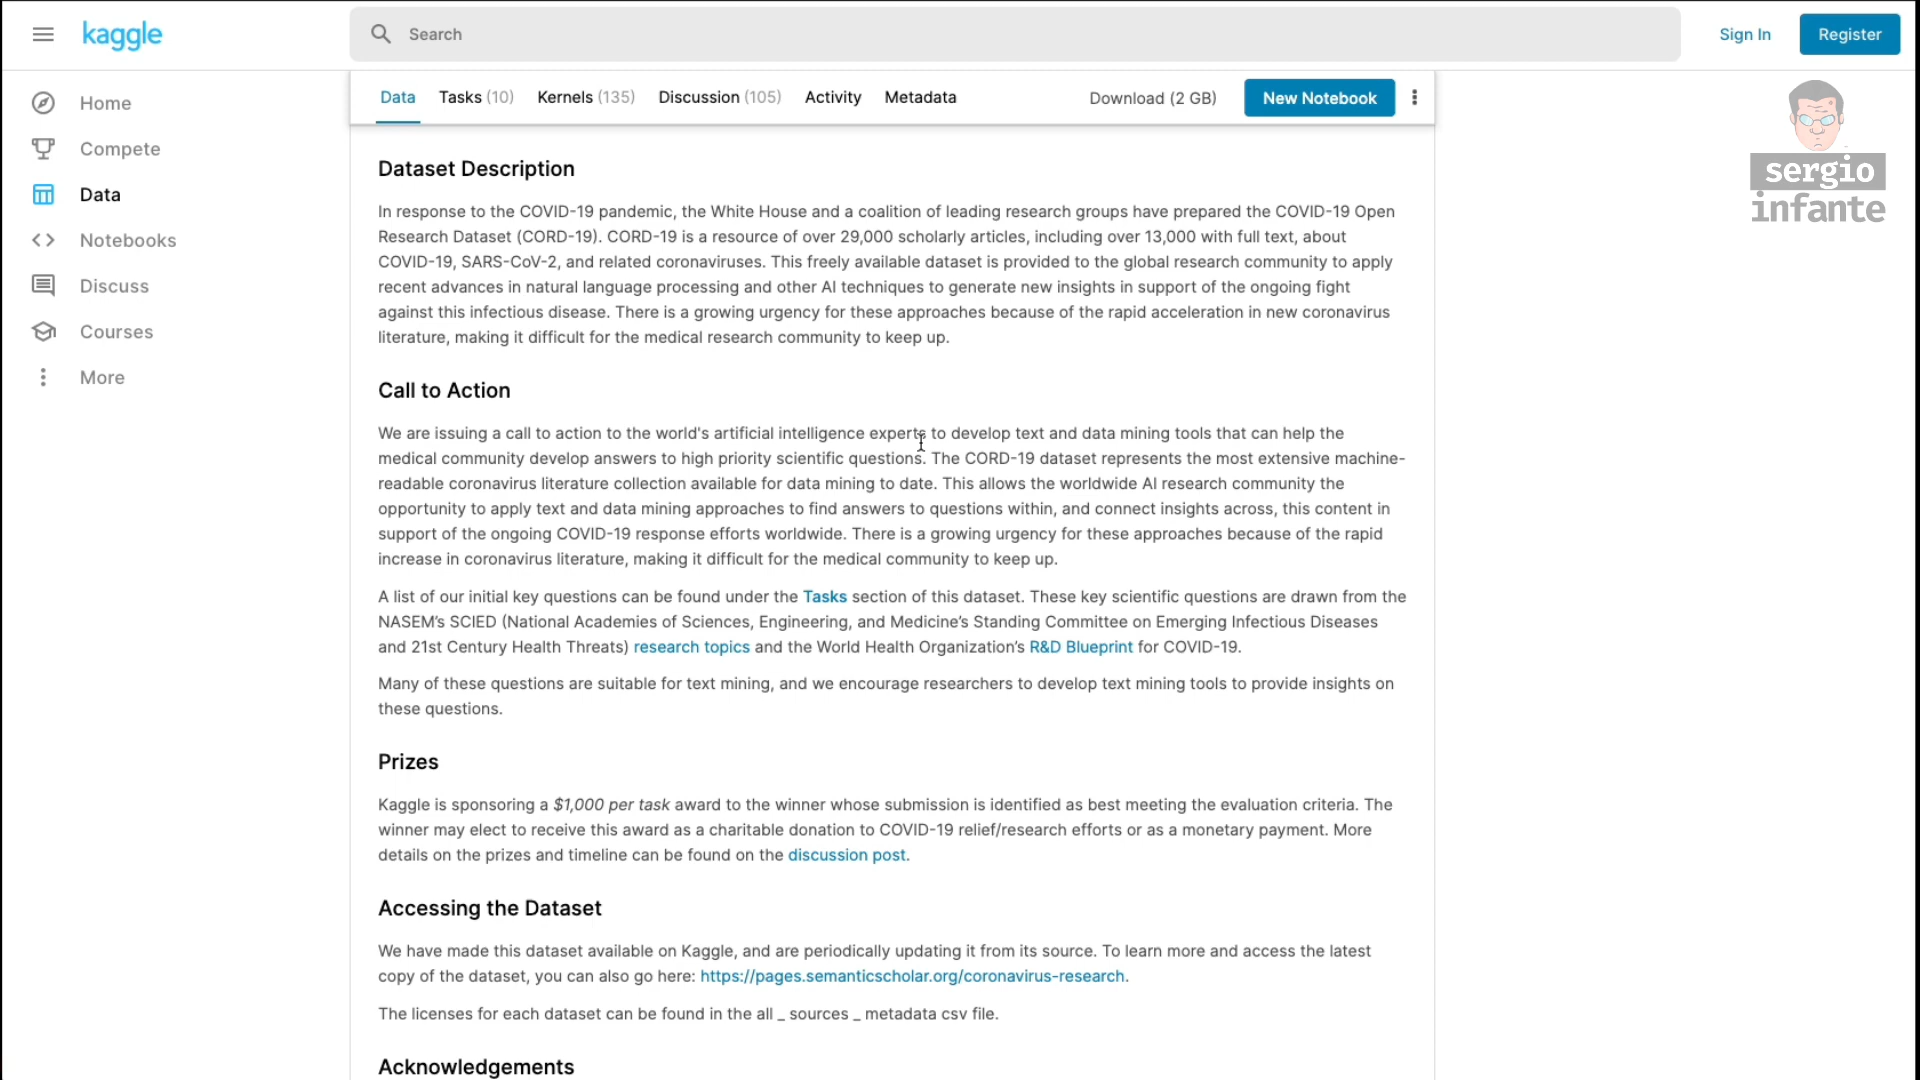 kaggle
Search
Sign In
Register
Home
Compete
Data
Notebooks
Discuss
Courses
More
Data
Tasks (10)
Kernels (135)
Discussion (105)
Activity
Metadata
Download (2 GB)
New Notebook
sergio
infante
Dataset Description
In response to the COVID-19 pandemic, the White House and a coalition of leading research groups have prepared the COVID-19 Open
Research Dataset (CORD-19). CORD-19 is a resource of over 29,000 scholarly articles, including over 13,000 with full text, about
COVID-19, SARS-CoV-2, and related coronaviruses. This freely available dataset is provided to the global research community to apply
recent advances in natural language processing and other AI techniques to generate new insights in support of the ongoing fight
against this infectious disease. There is a growing urgency for these approaches because of the rapid acceleration in new coronavirus
literature, making it difficult for the medical research community to keep up.
Call to Action
We are issuing a call to action to the world's artificial intelligence experts to develop text and data mining tools that can help the
medical community develop answers to high priority scientific questions. The CORD-19 dataset represents the most extensive machine-
readable coronavirus literature collection available for data mining to date. This allows the worldwide AI research community the
opportunity to apply text and data mining approaches to find answers to questions within, and connect insights across, this content in
support of the ongoing COVID-19 response efforts worldwide. There is a growing urgency for these approaches because of the rapid
increase in coronavirus literature, making it difficult for the medical community to keep up.
A list of our initial key questions can be found under the Tasks section of this dataset. These key scientific questions are drawn from the
NASEM’s SCIED (National Academies of Sciences, Engineering, and Medicine’s Standing Committee on Emerging Infectious Diseases
and 21st Century Health Threats) research topics and the World Health Organization’s R&D Blueprint for COVID-19.
Many of these questions are suitable for text mining, and we encourage researchers to develop text mining tools to provide insights on
these questions.
Prizes
Kaggle is sponsoring a $1,000 per task award to the winner whose submission is identified as best meeting the evaluation criteria. The
winner may elect to receive this award as a charitable donation to COVID-19 relief/research efforts or as a monetary payment. More
details on the prizes and timeline can be found on the discussion post.
Accessing the Dataset
We have made this dataset available on Kaggle, and are periodically updating it from its source. To learn more and access the latest
copy of the dataset, you can also go here: https://pages.semanticscholar.org/coronavirus-research.
The licenses for each dataset can be found in the all _ sources _ metadata csv file.
Acknowledgements